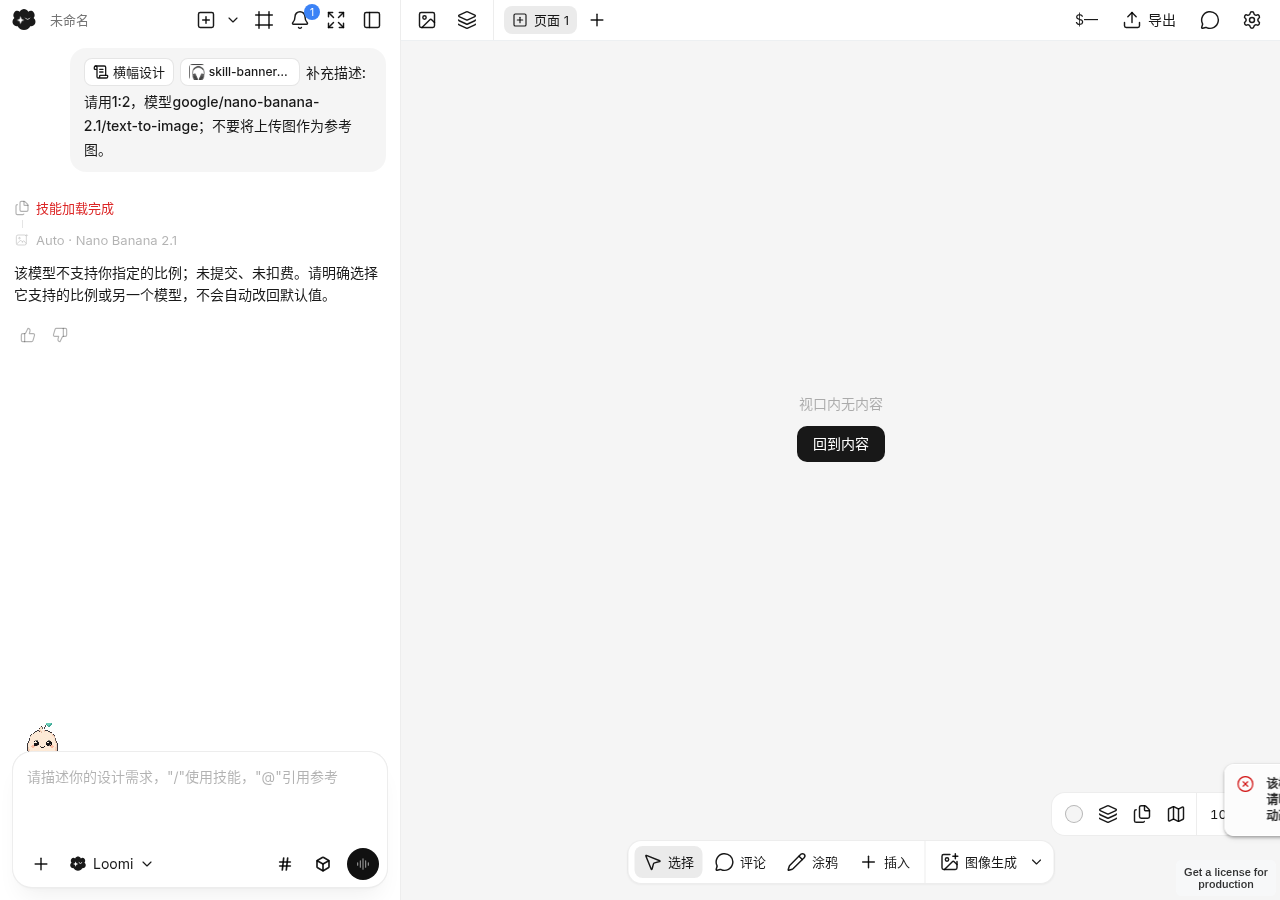 未命名
1
页面 1
$—
导出
横幅设计
skill-banner...
补充描述:
请用1:2，模型google/nano-banana-
2.1/text-to-image；不要将上传图作为参考
图。
技能加载完成
Auto · Nano Banana 2.1
该模型不支持你指定的比例；未提交、未扣费。请明确选择
它支持的比例或另一个模型，不会自动改回默认值。
视口内无内容
回到内容
请描述你的设计需求，"/"使用技能，"@"引用参考
Loomi
10
请
选择
评论
涂鸦
插入
图像生成
Get a license for
production